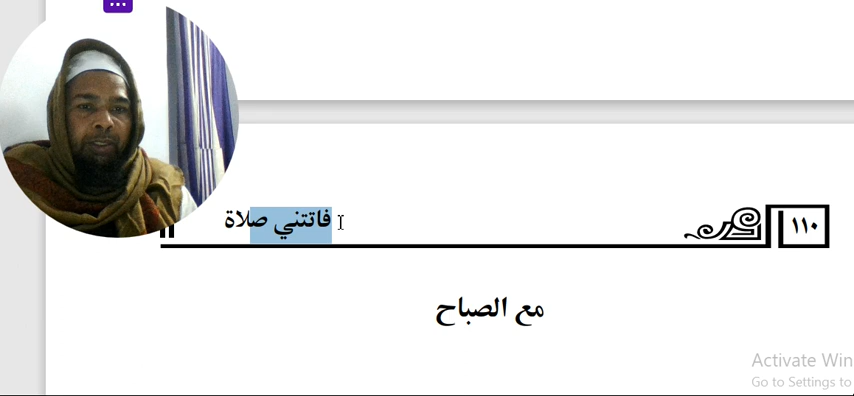 فاتتني صلاة
١١٠
مع الصباح
Activate Win
Go to Settings to